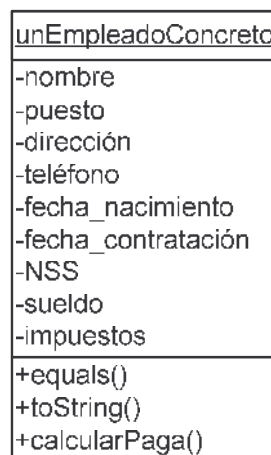 unEmpleadoConcreto
-nombre
-puesto
-dirección
-teléfono
-fecha_nacimiento
-fecha_contratación
-NSS
-sueldo
-impuestos
+equals()
+toString()
+calcularPaga()